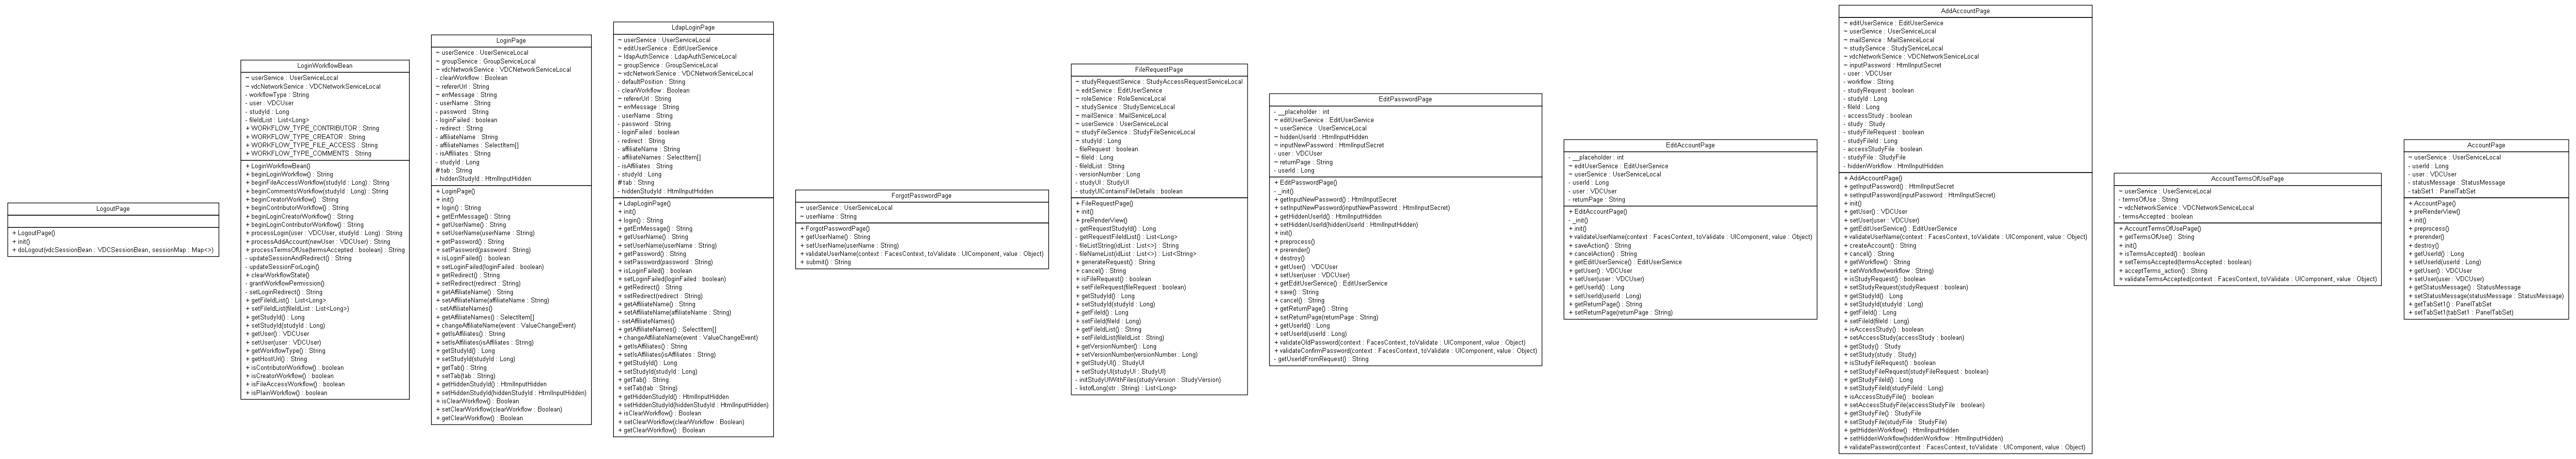 LogoutPage
+ LogoutPage()
+ init()
+ doLogout(vdcSessionBean : VDCSessionBean, sessionMap : Map<>)
LoginWorkflowBean
~ userService : UserServiceLocal
~ vdcNetworkService : VDCNetworkServiceLocal
- workflowType : String
- user : VDCUser
- studyId : Long
- fileIdList : List<Long>
+ WORKFLOW_TYPE_CONTRIBUTOR : String
+ WORKFLOW_TYPE_CREATOR : String
+ WORKFLOW_TYPE_FILE_ACCESS : String
+ WORKFLOW_TYPE_COMMENTS : String
+ LoginWorkflowBean()
+ beginLoginWorkflow() : String
+ beginFileAccessWorkflow(studyId : Long) : String
+ beginCommentsWorkflow(studyId : Long) : String
+ beginCreatorWorkflow() : String
+ beginContributorWorkflow() : String
+ beginLoginCreatorWorkflow() : String
+ beginLoginContributorWorkflow() : String
+ processLogin(user : VDCUser, studyId : Long) : String
+ processAddAccount(newUser : VDCUser) : String
+ processTermsOfUse(termsAccepted : boolean) : String
- updateSessionAndRedirect() : String
- updateSessionForLogin()
+ clearWorkflowState()
- grantWorkflowPermission()
- setLoginRedirect() : String
+ getFileIdList() : List<Long>
+ setFileIdList(fileIdList : List<Long>)
+ getStudyId() : Long
+ setStudyId(studyId : Long)
+ getUser() : VDCUser
+ setUser(user : VDCUser)
+ getWorkflowType() : String
+ getHostUrl() : String
+ isContributorWorkflow() : boolean
+ isCreatorWorkflow() : boolean
+ isFileAccessWorkflow() : boolean
+ isPlainWorkflow() : boolean
LoginPage
~ userService : UserServiceLocal
~ groupService : GroupServiceLocal
~ vdcNetworkService : VDCNetworkServiceLocal
- clearWorkflow : Boolean
~ refererUrl : String
~ errMessage : String
- userName : String
- password : String
- loginFailed : boolean
- redirect : String
- affiliateName : String
- affiliateNames : SelectItem[]
- isAffiliates : String
- studyId : Long
# tab : String
- hiddenStudyId : HtmlInputHidden
+ LoginPage()
+ init()
+ login() : String
+ getErrMessage() : String
+ getUserName() : String
+ setUserName(userName : String)
+ getPassword() : String
+ setPassword(password : String)
+ isLoginFailed() : boolean
+ setLoginFailed(loginFailed : boolean)
+ getRedirect() : String
+ setRedirect(redirect : String)
+ getAffiliateName() : String
+ setAffiliateName(affiliateName : String)
- setAffiliateNames()
+ getAffiliateNames() : SelectItem[]
+ changeAffiliateName(event : ValueChangeEvent)
+ getIsAffiliates() : String
+ setIsAffiliates(isAffiliates : String)
+ getStudyId() : Long
+ setStudyId(studyId : Long)
+ getTab() : String
+ setTab(tab : String)
+ getHiddenStudyId() : HtmlInputHidden
+ setHiddenStudyId(hiddenStudyId : HtmlInputHidden)
+ isClearWorkflow() : Boolean
+ setClearWorkflow(clearWorkflow : Boolean)
+ getClearWorkflow() : Boolean
LdapLoginPage
~ userService : UserServiceLocal
~ editUserService : EditUserService
~ ldapAuthService : LdapAuthServiceLocal
~ groupService : GroupServiceLocal
~ vdcNetworkService : VDCNetworkServiceLocal
- defaultPosition : String
- clearWorkflow : Boolean
~ refererUrl : String
~ errMessage : String
- userName : String
- password : String
- loginFailed : boolean
- redirect : String
- affiliateName : String
- affiliateNames : SelectItem[]
- isAffiliates : String
- studyId : Long
# tab : String
- hiddenStudyId : HtmlInputHidden
+ LdapLoginPage()
+ init()
+ login() : String
+ getErrMessage() : String
+ getUserName() : String
+ setUserName(userName : String)
+ getPassword() : String
+ setPassword(password : String)
+ isLoginFailed() : boolean
+ setLoginFailed(loginFailed : boolean)
+ getRedirect() : String
+ setRedirect(redirect : String)
+ getAffiliateName() : String
+ setAffiliateName(affiliateName : String)
- setAffiliateNames()
+ getAffiliateNames() : SelectItem[]
+ changeAffiliateName(event : ValueChangeEvent)
+ getIsAffiliates() : String
+ setIsAffiliates(isAffiliates : String)
+ getStudyId() : Long
+ setStudyId(studyId : Long)
+ getTab() : String
+ setTab(tab : String)
+ getHiddenStudyId() : HtmlInputHidden
+ setHiddenStudyId(hiddenStudyId : HtmlInputHidden)
+ isClearWorkflow() : Boolean
+ setClearWorkflow(clearWorkflow : Boolean)
+ getClearWorkflow() : Boolean
ForgotPasswordPage
~ userService : UserServiceLocal
~ userName : String
+ ForgotPasswordPage()
+ getUserName() : String
+ setUserName(userName : String)
+ validateUserName(context : FacesContext, toValidate : UIComponent, value : Object)
+ submit() : String
FileRequestPage
~ studyRequestService : StudyAccessRequestServiceLocal
~ editService : EditUserService
~ roleService : RoleServiceLocal
~ studyService : StudyServiceLocal
~ mailService : MailServiceLocal
~ userService : UserServiceLocal
~ studyFileService : StudyFileServiceLocal
~ studyId : Long
- fileRequest : boolean
~ fileId : Long
- fileIdList : String
- versionNumber : Long
- studyUI : StudyUI
- studyUIContainsFileDetails : boolean
+ FileRequestPage()
+ init()
+ preRenderView()
- getRequestStudyId() : Long
- getRequestFileIdList() : List<Long>
- fileListString(idList : List<>) : String
- fileNameList(idList : List<>) : List<String>
+ generateRequest() : String
+ cancel() : String
+ isFileRequest() : boolean
+ setFileRequest(fileRequest : boolean)
+ getStudyId() : Long
+ setStudyId(studyId : Long)
+ getFileId() : Long
+ setFileId(fileId : Long)
+ getFileIdList() : String
+ setFileIdList(fileIdList : String)
+ getVersionNumber() : Long
+ setVersionNumber(versionNumber : Long)
+ getStudyUI() : StudyUI
+ setStudyUI(studyUI : StudyUI)
- initStudyUIWithFiles(studyVersion : StudyVersion)
- listofLong(str : String) : List<Long>
EditPasswordPage
- __placeholder : int
~ editUserService : EditUserService
~ userService : UserServiceLocal
~ hiddenUserId : HtmlInputHidden
~ inputNewPassword : HtmlInputSecret
- user : VDCUser
~ returnPage : String
- userId : Long
+ EditPasswordPage()
- _init()
+ getInputNewPassword() : HtmlInputSecret
+ setInputNewPassword(inputNewPassword : HtmlInputSecret)
+ getHiddenUserId() : HtmlInputHidden
+ setHiddenUserId(hiddenUserId : HtmlInputHidden)
+ init()
+ preprocess()
+ prerender()
+ destroy()
+ getUser() : VDCUser
+ setUser(user : VDCUser)
+ getEditUserService() : EditUserService
+ save() : String
+ cancel() : String
+ getReturnPage() : String
+ setReturnPage(returnPage : String)
+ getUserId() : Long
+ setUserId(userId : Long)
+ validateOldPassword(context : FacesContext, toValidate : UIComponent, value : Object)
+ validateConfirmPassword(context : FacesContext, toValidate : UIComponent, value : Object)
- getUserIdFromRequest() : String
EditAccountPage
- __placeholder : int
~ editUserService : EditUserService
~ userService : UserServiceLocal
- userId : Long
- user : VDCUser
- returnPage : String
+ EditAccountPage()
- _init()
+ init()
+ validateUserName(context : FacesContext, toValidate : UIComponent, value : Object)
+ saveAction() : String
+ cancelAction() : String
+ getEditUserService() : EditUserService
+ getUser() : VDCUser
+ setUser(user : VDCUser)
+ getUserId() : Long
+ setUserId(userId : Long)
+ getReturnPage() : String
+ setReturnPage(returnPage : String)
AddAccountPage
~ editUserService : EditUserService
~ userService : UserServiceLocal
~ mailService : MailServiceLocal
~ studyService : StudyServiceLocal
~ vdcNetworkService : VDCNetworkServiceLocal
~ inputPassword : HtmlInputSecret
- user : VDCUser
- workflow : String
- studyRequest : boolean
- studyId : Long
- fileId : Long
- accessStudy : boolean
- study : Study
- studyFileRequest : boolean
- studyFileId : Long
- accessStudyFile : boolean
- studyFile : StudyFile
- hiddenWorkflow : HtmlInputHidden
+ AddAccountPage()
+ getInputPassword() : HtmlInputSecret
+ setInputPassword(inputPassword : HtmlInputSecret)
+ init()
+ getUser() : VDCUser
+ setUser(user : VDCUser)
+ getEditUserService() : EditUserService
+ validateUserName(context : FacesContext, toValidate : UIComponent, value : Object)
+ createAccount() : String
+ cancel() : String
+ getWorkflow() : String
+ setWorkflow(workflow : String)
+ isStudyRequest() : boolean
+ setStudyRequest(studyRequest : boolean)
+ getStudyId() : Long
+ setStudyId(studyId : Long)
+ getFileId() : Long
+ setFileId(fileId : Long)
+ isAccessStudy() : boolean
+ setAccessStudy(accessStudy : boolean)
+ getStudy() : Study
+ setStudy(study : Study)
+ isStudyFileRequest() : boolean
+ setStudyFileRequest(studyFileRequest : boolean)
+ getStudyFileId() : Long
+ setStudyFileId(studyFileId : Long)
+ isAccessStudyFile() : boolean
+ setAccessStudyFile(accessStudyFile : boolean)
+ getStudyFile() : StudyFile
+ setStudyFile(studyFile : StudyFile)
+ getHiddenWorkflow() : HtmlInputHidden
+ setHiddenWorkflow(hiddenWorkflow : HtmlInputHidden)
+ validatePassword(context : FacesContext, toValidate : UIComponent, value : Object)
AccountTermsOfUsePage
~ userService : UserServiceLocal
- termsOfUse : String
~ vdcNetworkService : VDCNetworkServiceLocal
- termsAccepted : boolean
+ AccountTermsOfUsePage()
+ getTermsOfUse() : String
+ init()
+ isTermsAccepted() : boolean
+ setTermsAccepted(termsAccepted : boolean)
+ acceptTerms_action() : String
+ validateTermsAccepted(context : FacesContext, toValidate : UIComponent, value : Object)
AccountPage
~ userService : UserServiceLocal
- userId : Long
- user : VDCUser
- statusMessage : StatusMessage
- tabSet1 : PanelTabSet
+ AccountPage()
+ preRenderView()
+ init()
+ preprocess()
+ prerender()
+ destroy()
+ getUserId() : Long
+ setUserId(userId : Long)
+ getUser() : VDCUser
+ setUser(user : VDCUser)
+ getStatusMessage() : StatusMessage
+ setStatusMessage(statusMessage : StatusMessage)
+ getTabSet1() : PanelTabSet
+ setTabSet1(tabSet1 : PanelTabSet)